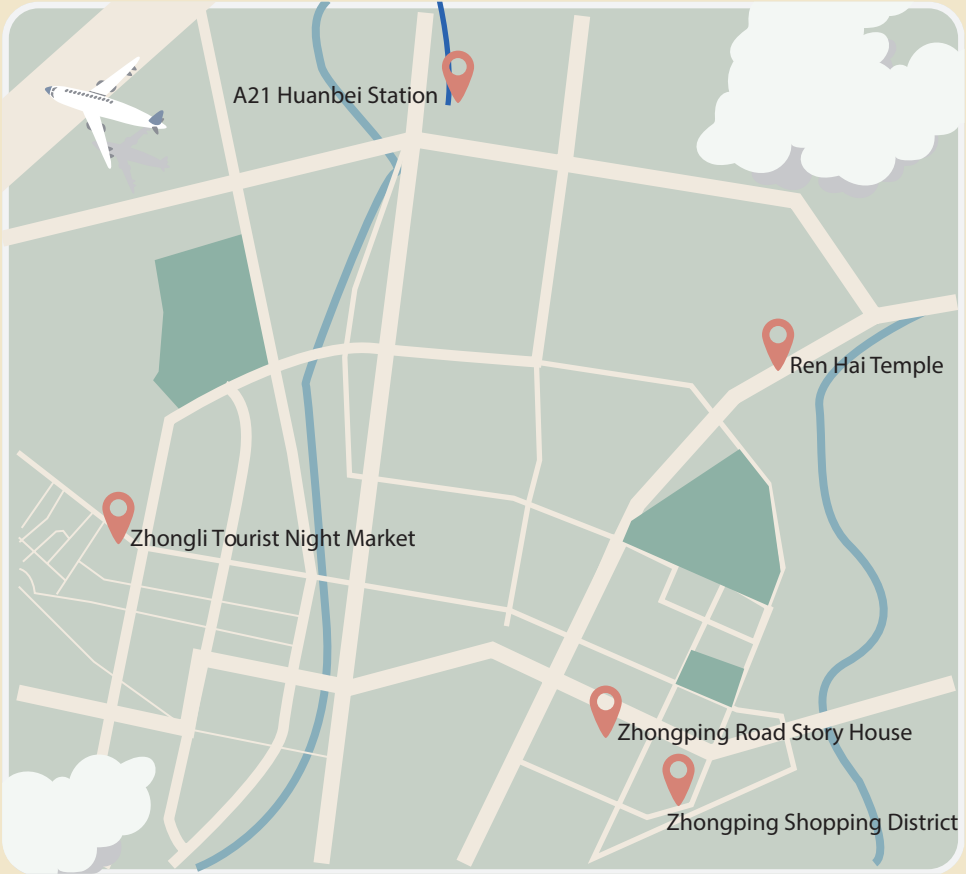 A21 Huanbei Station
Ren Hai Temple
Zhongli Tourist Night Market
Zhongping Road Story House
Zhongping Shopping District